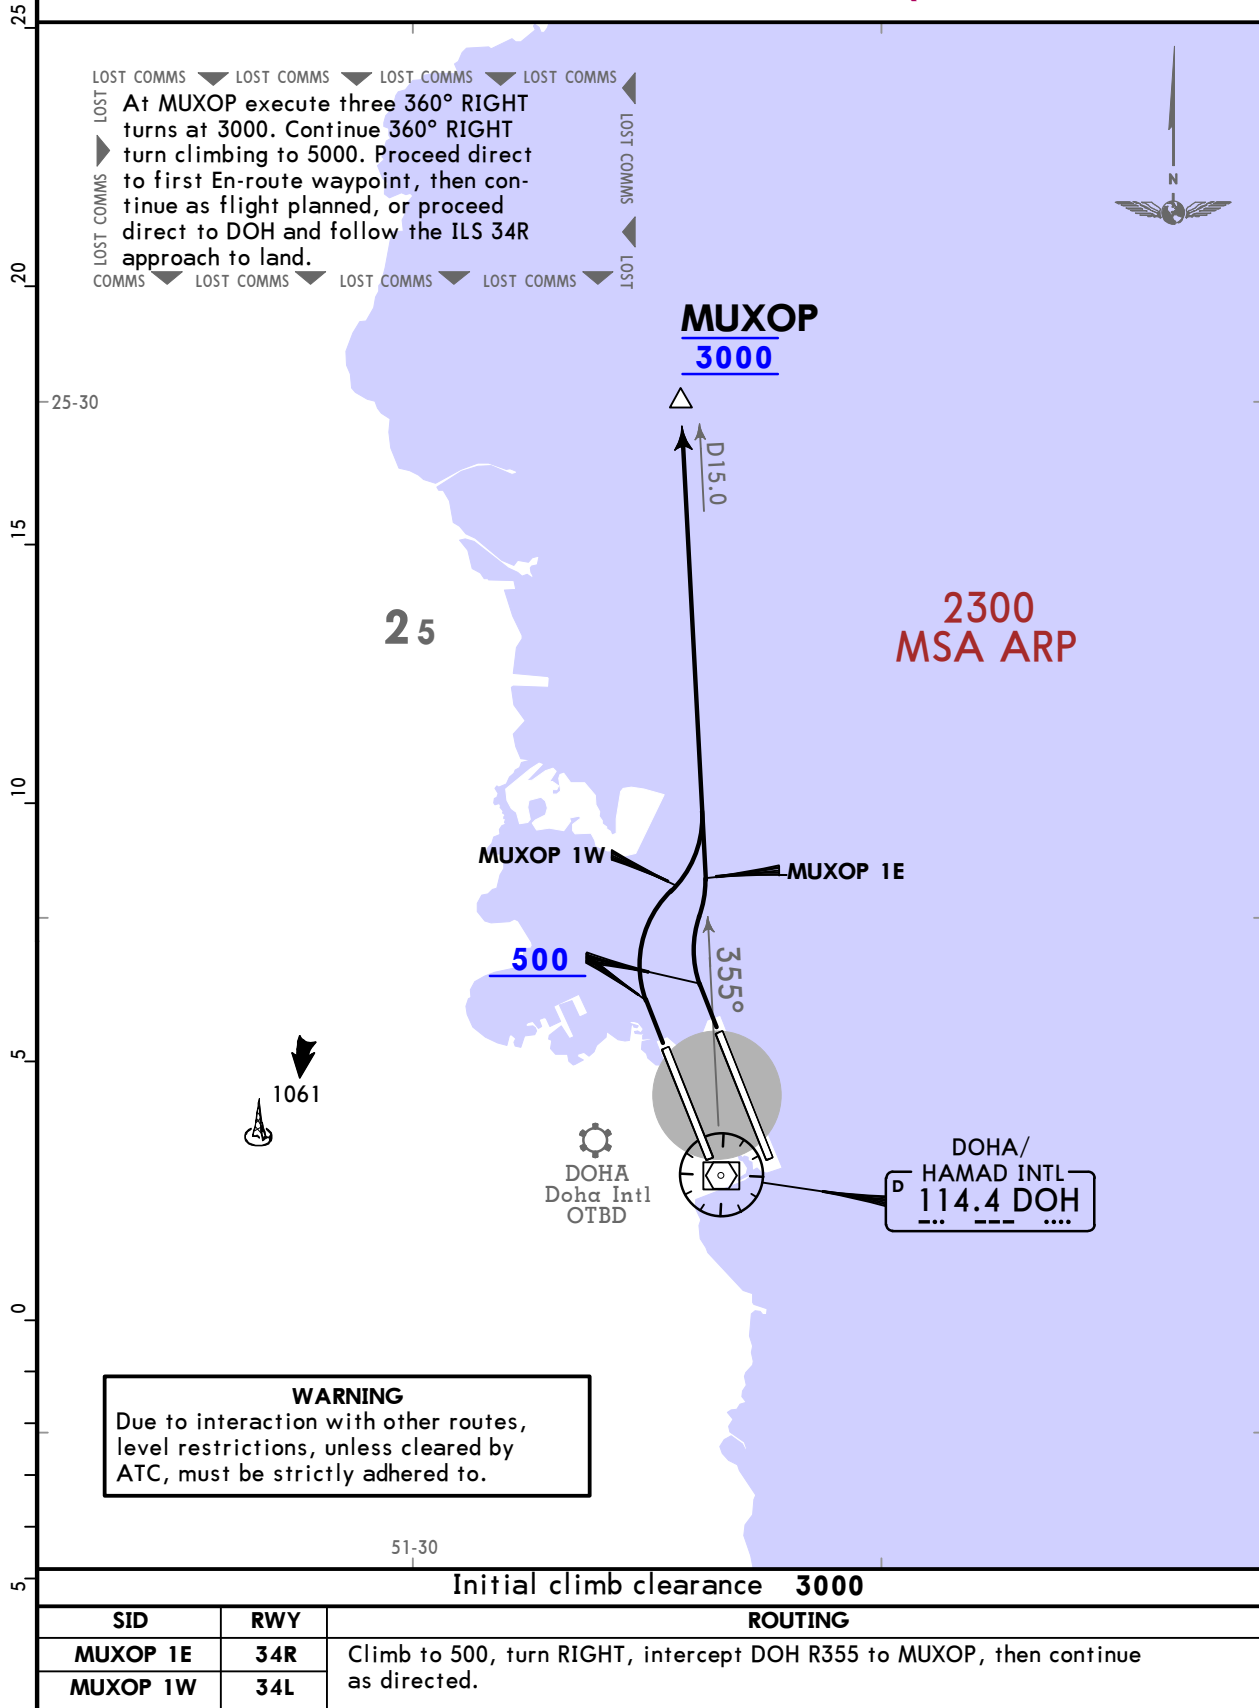 25
LOST COMMS LOST COMMS LOST COMMS LOST COMMS
LOST
LOST COMMS
At MUXOP execute three 360° RIGHT
turns at 3000. Continue 360° RIGHT
turn climbing to 5000. Proceed direct
to first En-route waypoint, then con-
tinue as flight planned, or proceed
direct to DOH and follow the ILS 34R
approach to land.
LOST COMMS
LOST
COMMS LOST COMMS LOST COMMS LOST COMMS
N
20
MUXOP
3000
25-30
D15.0
15
25
2300
MSA ARP
10
MUXOP 1W
MUXOP 1E
500
355°
5
1061
DOHA
Doha Intl
OTBD
DOHA/
HAMAD INTL
D 114.4 DOH
0
WARNING
Due to interaction with other routes,
level restrictions, unless cleared by
ATC, must be strictly adhered to.
51-30
5
Initial climb clearance 3000
SID RWY ROUTING
MUXOP 1E 34R Climb to 500, turn RIGHT, intercept DOH R355 to MUXOP, then continue
MUXOP 1W 34L as directed.